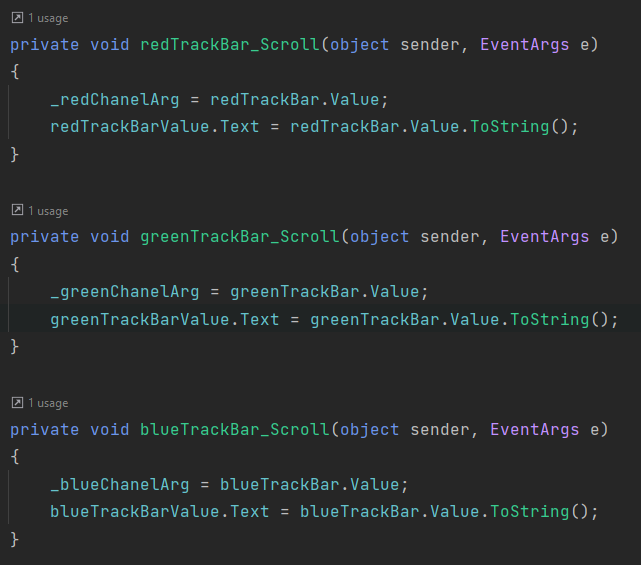 1 usage
private void redTrackBar_Scroll(object sender, EventArgs e)
{
    _redChanelArg = redTrackBar.Value;
    redTrackBarValue.Text = redTrackBar.Value.ToString();
}
1 usage
private void greenTrackBar_Scroll(object sender, EventArgs e)
{
    _greenChanelArg = greenTrackBar.Value;
    greenTrackBarValue.Text = greenTrackBar.Value.ToString();
}
1 usage
private void blueTrackBar_Scroll(object sender, EventArgs e)
{
    _blueChanelArg = blueTrackBar.Value;
    blueTrackBarValue.Text = blueTrackBar.Value.ToString();
}